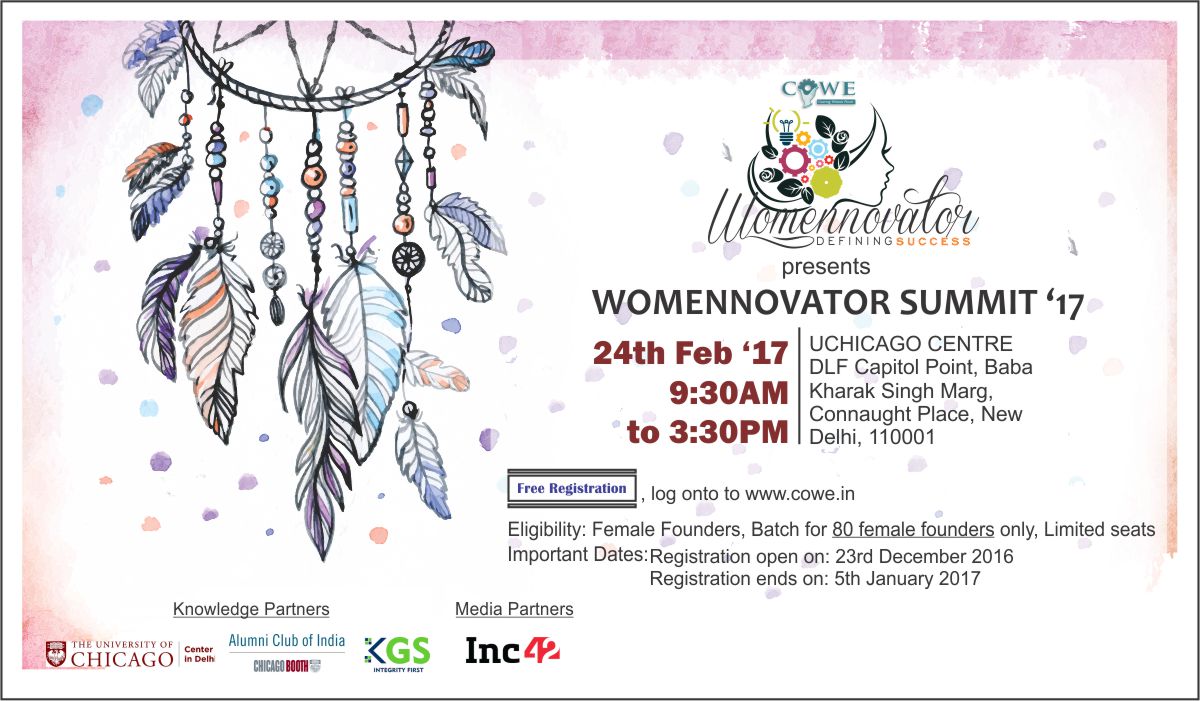 COWE
Womennovator
DEFINING SUCCESS
presents
WOMENNOVATOR SUMMIT ‘17
24th Feb ‘17
9:30AM
to 3:30PM
UCHICAGO CENTRE
DLF Capitol Point, Baba
Kharak Singh Marg,
Connaught Place, New
Delhi, 110001
Free Registration , log onto to www.cowe.in
Eligibility: Female Founders, Batch for 80 female founders only, Limited seats
Important Dates: Registration open on: 23rd December 2016
Registration ends on: 5th January 2017
Knowledge Partners
Media Partners
THE UNIVERSITY OF
CHICAGO
Center
in Delhi
Alumni Club of India
CHICAGO BOOTH
KGS
INTEGRITY FIRST
Inc42